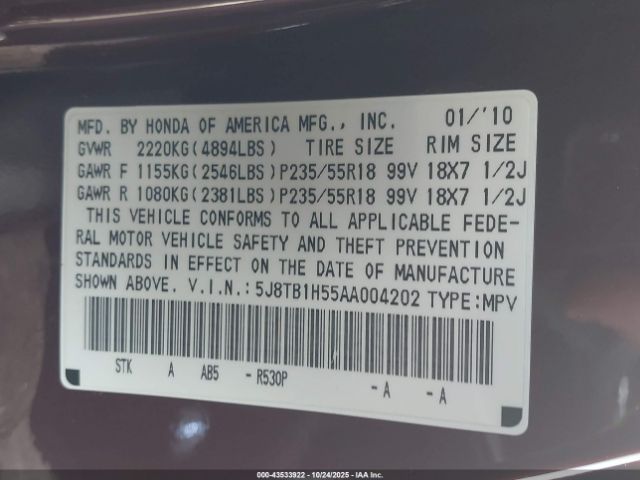 MFD. BY HONDA OF AMERICA MFG., INC. 01/'10
GVWR 2220KG(4894LBS) TIRE SIZE RIM SIZE
GAWR F 1155KG(2546LBS)P235/55R18 99V 18X7 1/2J
GAWR R 1080KG(2381LBS)P235/55R18 99V 18X7 1/2J
THIS VEHICLE CONFORMS TO ALL APPLICABLE FEDE-
RAL MOTOR VEHICLE SAFETY AND THEFT PREVENTION
STANDARDS IN EFFECT ON THE DATE OF MANUFACTURE
SHOWN ABOVE. V.I.N.:5J8TB1H55AA004202 TYPE:MPV
STK A AB5 - R530P - A - A
000-43533922 - 10/24/2025 - IAAI.COM